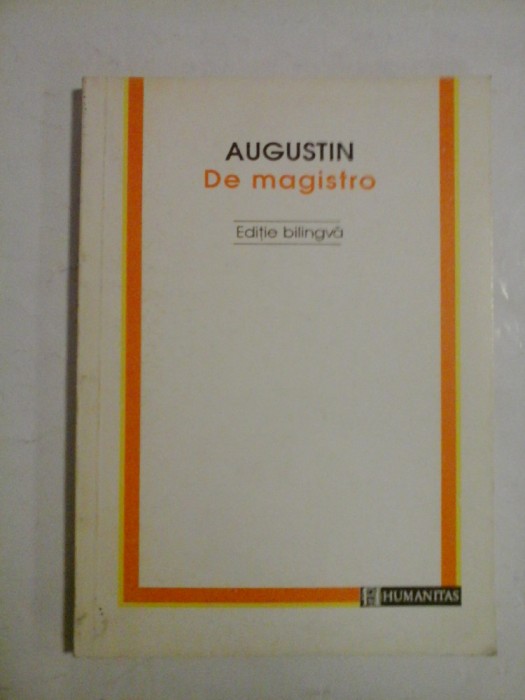 AUGUSTIN
De magistro
Ediție bilingvă
HUMANITAS